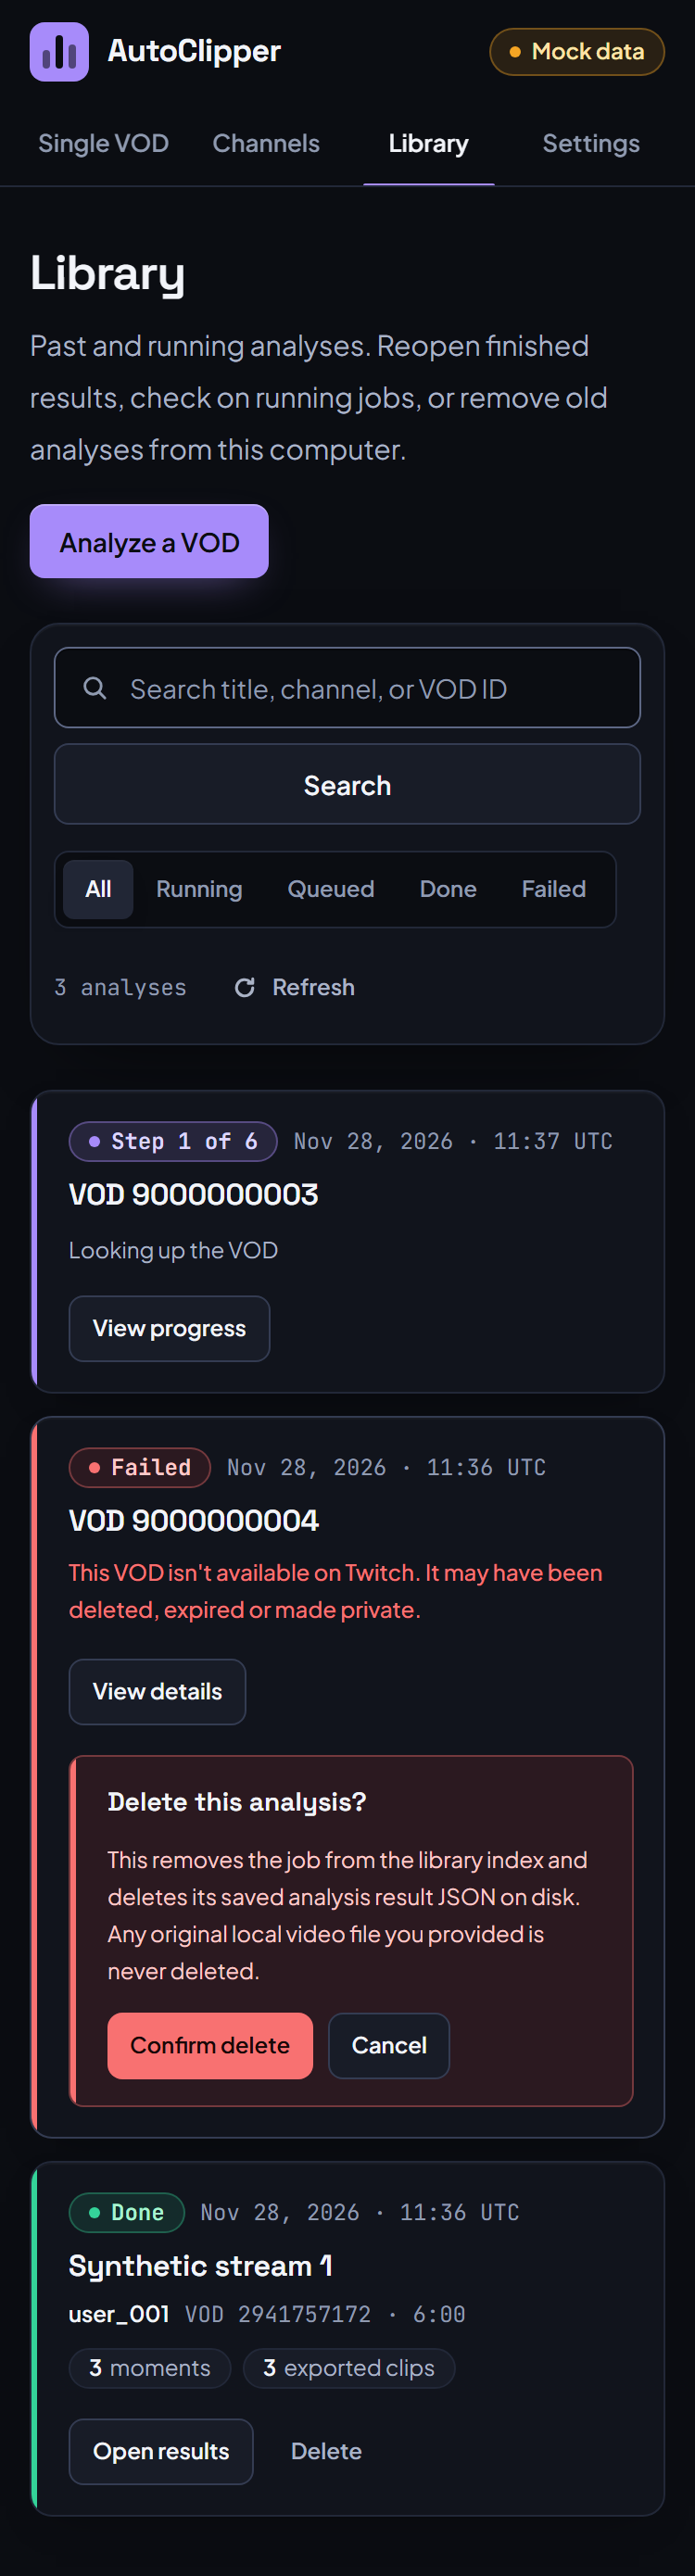 AutoClipper
Mock data
Single VOD
Channels
Library
Settings
Library
Past and running analyses. Reopen finished
results, check on running jobs, or remove old
analyses from this computer.
Analyze a VOD
Search title, channel, or VOD ID
Search
All
Running
Queued
Done
Failed
3 analyses
Refresh
Step 1 of 6
Nov 28, 2026 · 11:37 UTC
VOD 9000000003
Looking up the VOD
View progress
Failed
Nov 28, 2026 · 11:36 UTC
VOD 9000000004
This VOD isn't available on Twitch. It may have been
deleted, expired or made private.
View details
Delete this analysis?
This removes the job from the library index and
deletes its saved analysis result JSON on disk.
Any original local video file you provided is
never deleted.
Confirm delete
Cancel
Done
Nov 28, 2026 · 11:36 UTC
Synthetic stream 1
user_001 VOD 2941757172 · 6:00
3 moments
3 exported clips
Open results
Delete